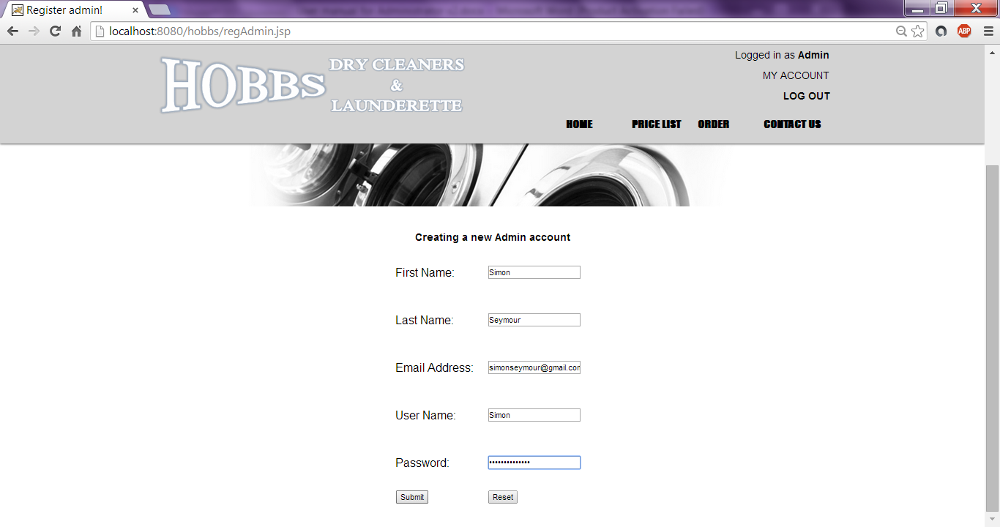 Register admin!
localhost:8080/hobbs/regAdmin.jsp
ABP
HOBBS
DRY CLEANERS
&
LAUNDERETTE
Logged in as Admin
MY ACCOUNT
LOG OUT
HOME PRICE LIST ORDER CONTACT US
Creating a new Admin account
First Name: Simon
Last Name: Seymour
Email Address: simonseymour@gmail.cor
User Name: Simon
Password: ••••••••••••••
Submit Reset